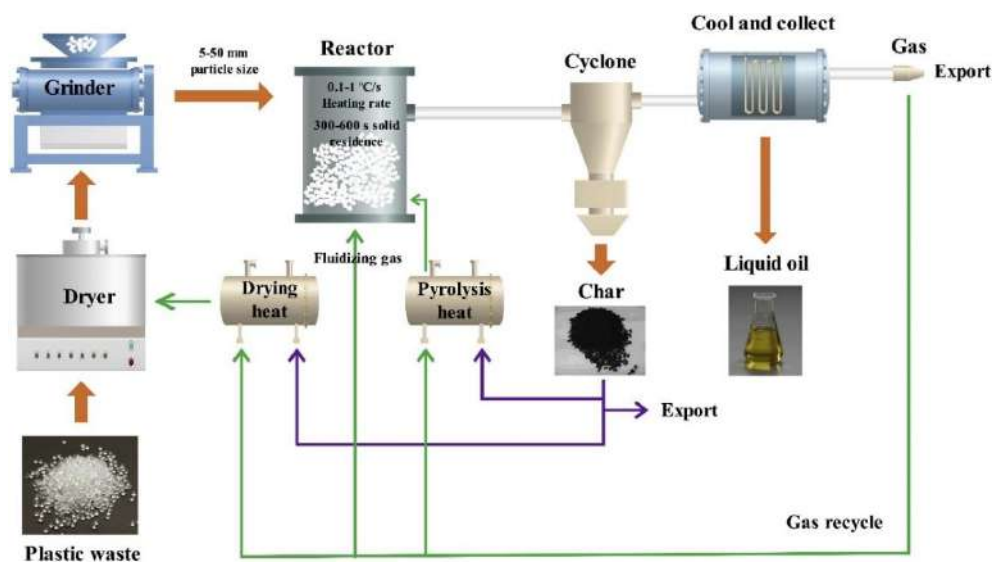 Grinder
5-50 mm
particle size
Reactor
0.1-1 °C/s
Heating rate
300-600 s solid
residence
Cyclone
Cool and collect
Gas
Export
Fluidizing gas
Dryer
Drying
heat
Pyrolysis
heat
Char
Liquid oil
Export
Gas recycle
Plastic waste